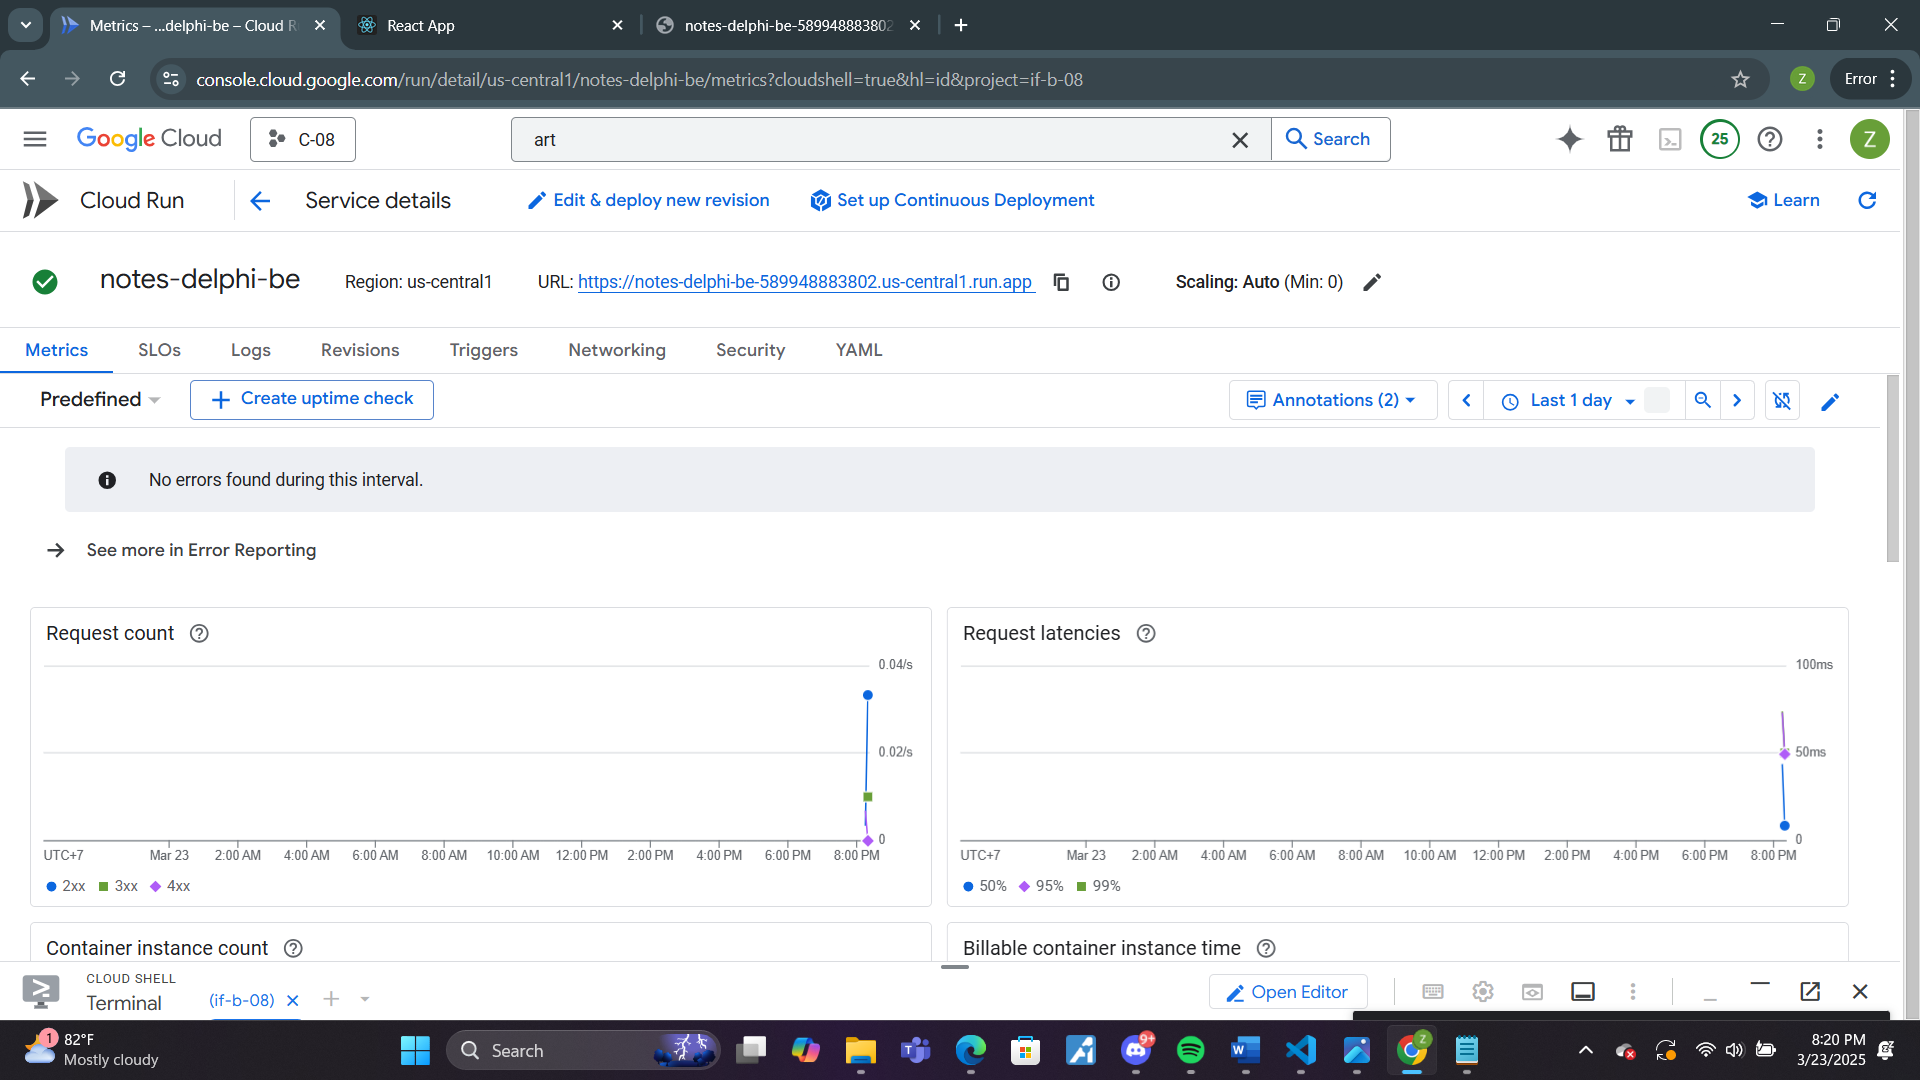 Metrics – ...delphi-be – Cloud R
React App
notes-delphi-be-589948883802
console.cloud.google.com/run/detail/us-central1/notes-delphi-be/metrics?cloudshell=true&hl=id&project=if-b-08
Z
Error
Google Cloud
C-08
art
Search
25
Z
Cloud Run
Service details
Edit & deploy new revision
Set up Continuous Deployment
Learn
notes-delphi-be
Region: us-central1
URL: https://notes-delphi-be-589948883802.us-central1.run.app
Scaling: Auto (Min: 0)
Metrics
SLOs
Logs
Revisions
Triggers
Networking
Security
YAML
Predefined
Create uptime check
Annotations (2)
Last 1 day
No errors found during this interval.
See more in Error Reporting
Request count
0.04/s
0.02/s
0
UTC+7 Mar 23 2:00 AM 4:00 AM 6:00 AM 8:00 AM 10:00 AM 12:00 PM 2:00 PM 4:00 PM 6:00 PM 8:00 PM
2xx 3xx 4xx
Request latencies
100ms
50ms
0
UTC+7 Mar 23 2:00 AM 4:00 AM 6:00 AM 8:00 AM 10:00 AM 12:00 PM 2:00 PM 4:00 PM 6:00 PM 8:00 PM
50% 95% 99%
Container instance count
Billable container instance time
CLOUD SHELL
Terminal
(if-b-08)
Open Editor
1
82°F
Mostly cloudy
Search
9+
Z
8:20 PM
3/23/2025